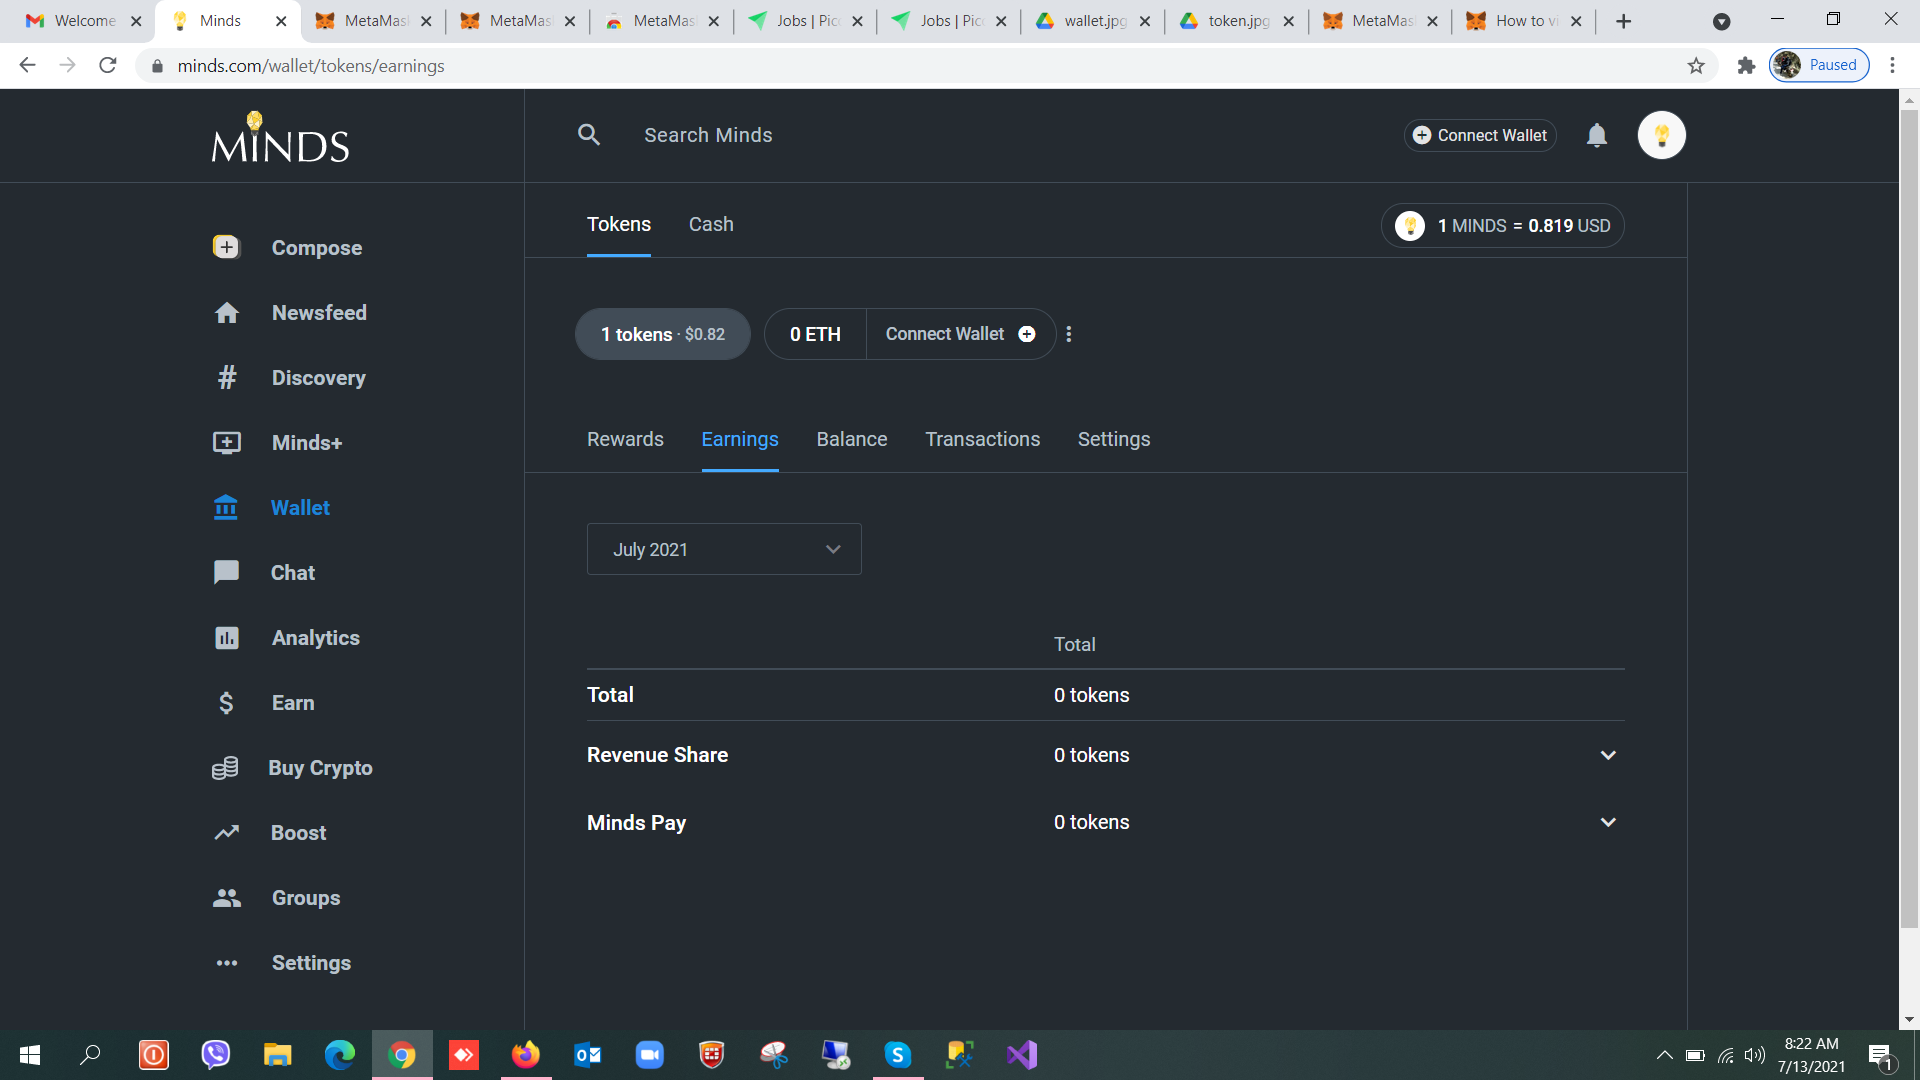 Welcome
Minds
MetaMas
MetaMas
MetaMas
Jobs | Pic
Jobs | Pic
wallet.jpg
token.jpg
MetaMas
How to vi
minds.com/wallet/tokens/earnings
Paused
MINDS
Search Minds
Connect Wallet
Tokens
Cash
1 MINDS = 0.819 USD
Compose
Newsfeed
Discovery
Minds+
Wallet
Chat
Analytics
Earn
Buy Crypto
Boost
Groups
Settings
1 tokens · $0.82
0 ETH
Connect Wallet
Rewards
Earnings
Balance
Transactions
Settings
July 2021
Total
Total
0 tokens
Revenue Share
0 tokens
Minds Pay
0 tokens
8:22 AM
7/13/2021
1